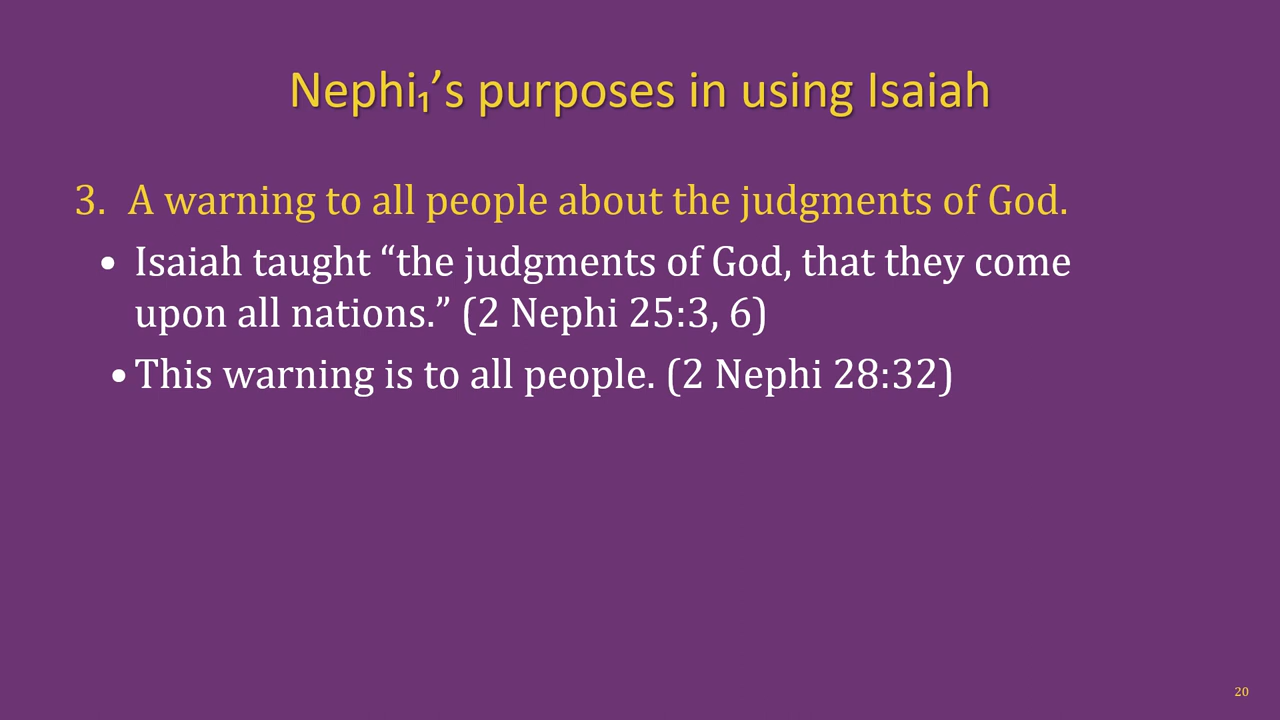 Nephi₁’s purposes in using Isaiah
3. A warning to all people about the judgments of God.
• Isaiah taught “the judgments of God, that they come
upon all nations.” (2 Nephi 25:3, 6)
• This warning is to all people. (2 Nephi 28:32)
20